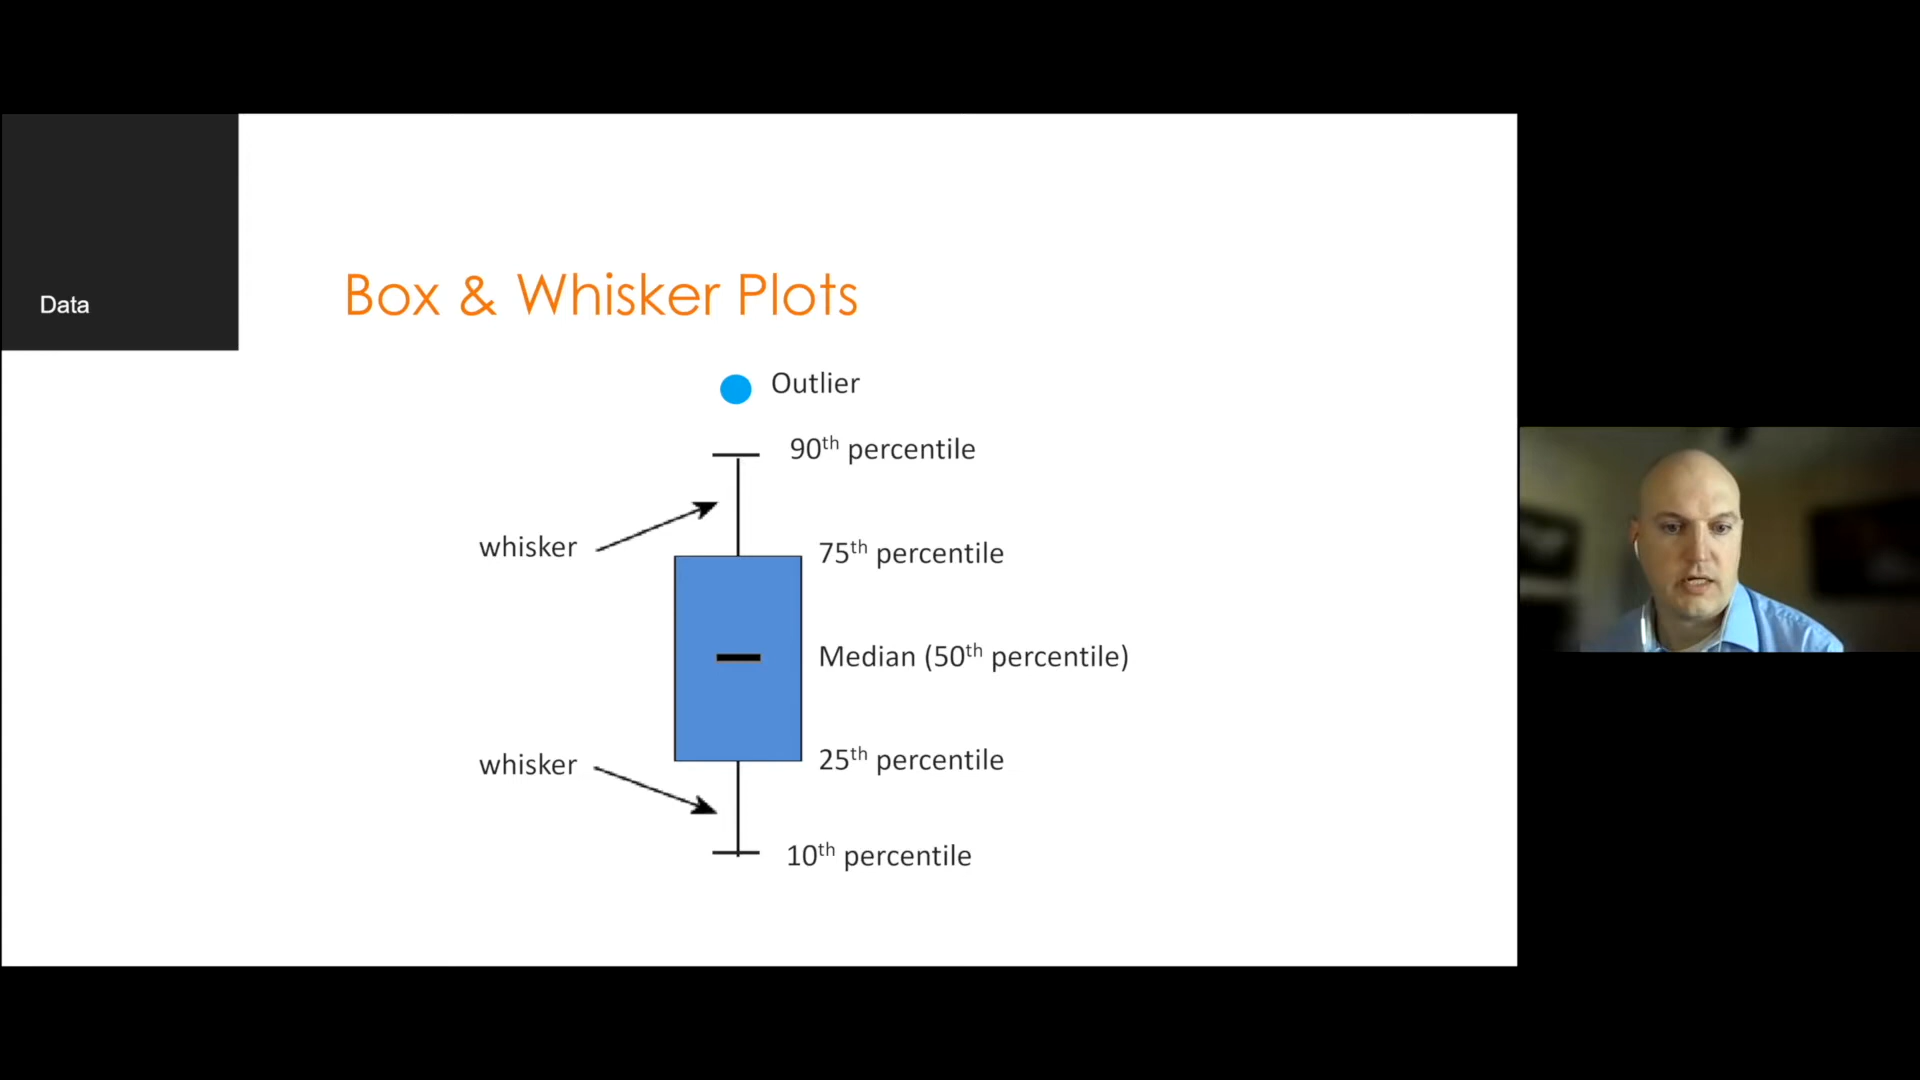 Data
Box & Whisker Plots
Outlier
90th percentile
whisker
75th percentile
Median (50th percentile)
whisker
25th percentile
10th percentile